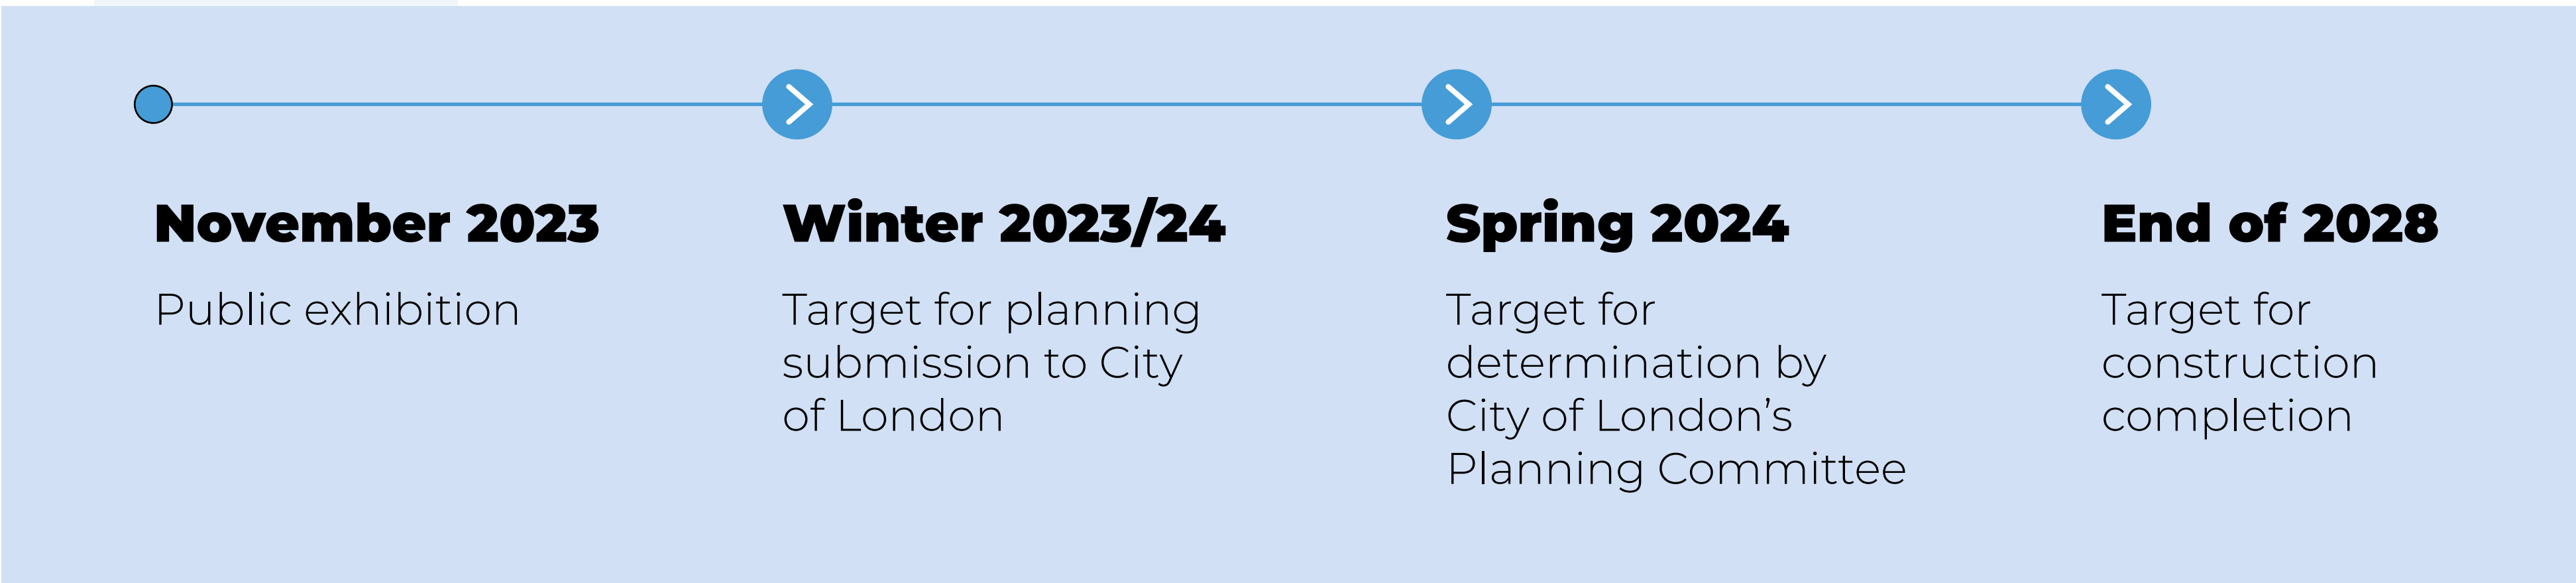 November 2023
Public exhibition
Winter 2023/24
Target for planning
submission to City
of London
Spring 2024
Target for
determination by
City of London’s
Planning Committee
End of 2028
Target for
construction
completion